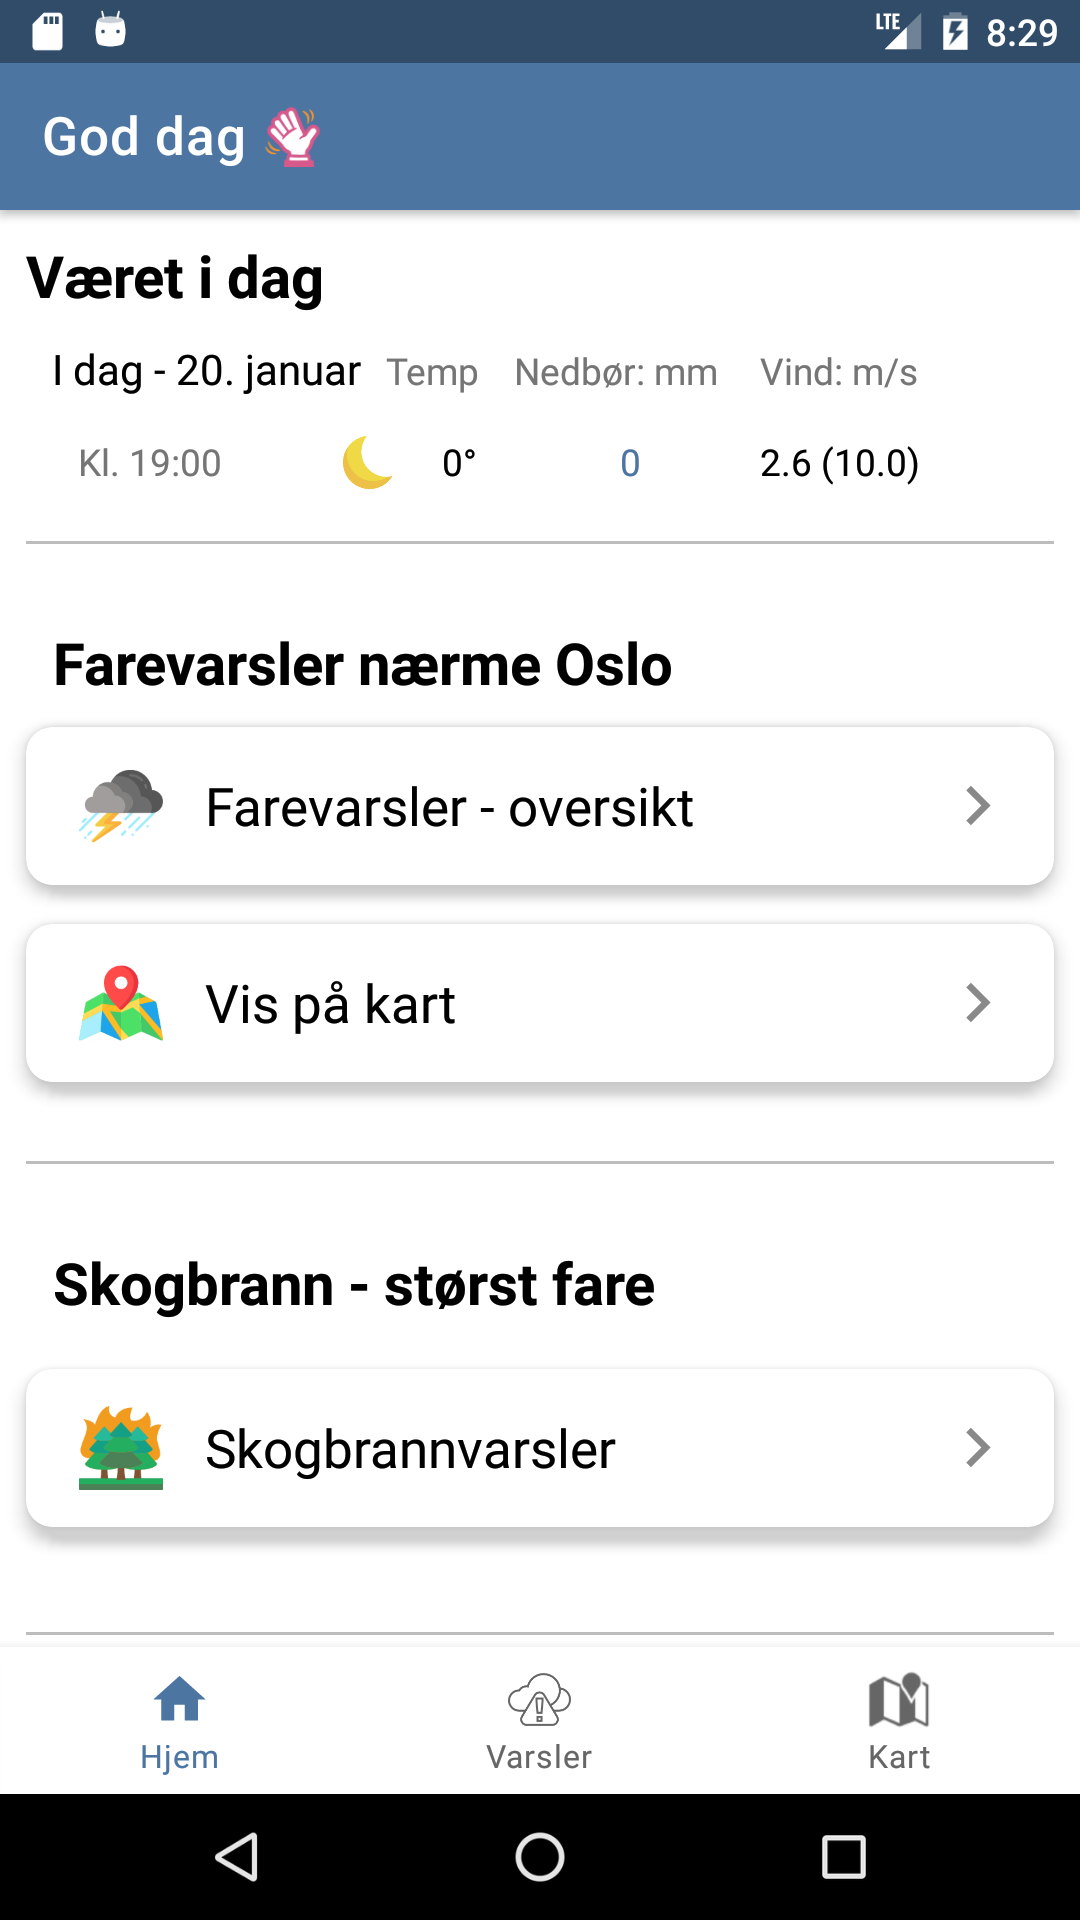 LTE 8:29
God dag
Været i dag
I dag - 20. januar Temp Nedbør: mm Vind: m/s
Kl. 19:00 0° 0 2.6 (10.0)
Farevarsler nærme Oslo
Farevarsler - oversikt
Vis på kart
Skogbrann - størst fare
Skogbrannvarsler
Hjem Varsler Kart